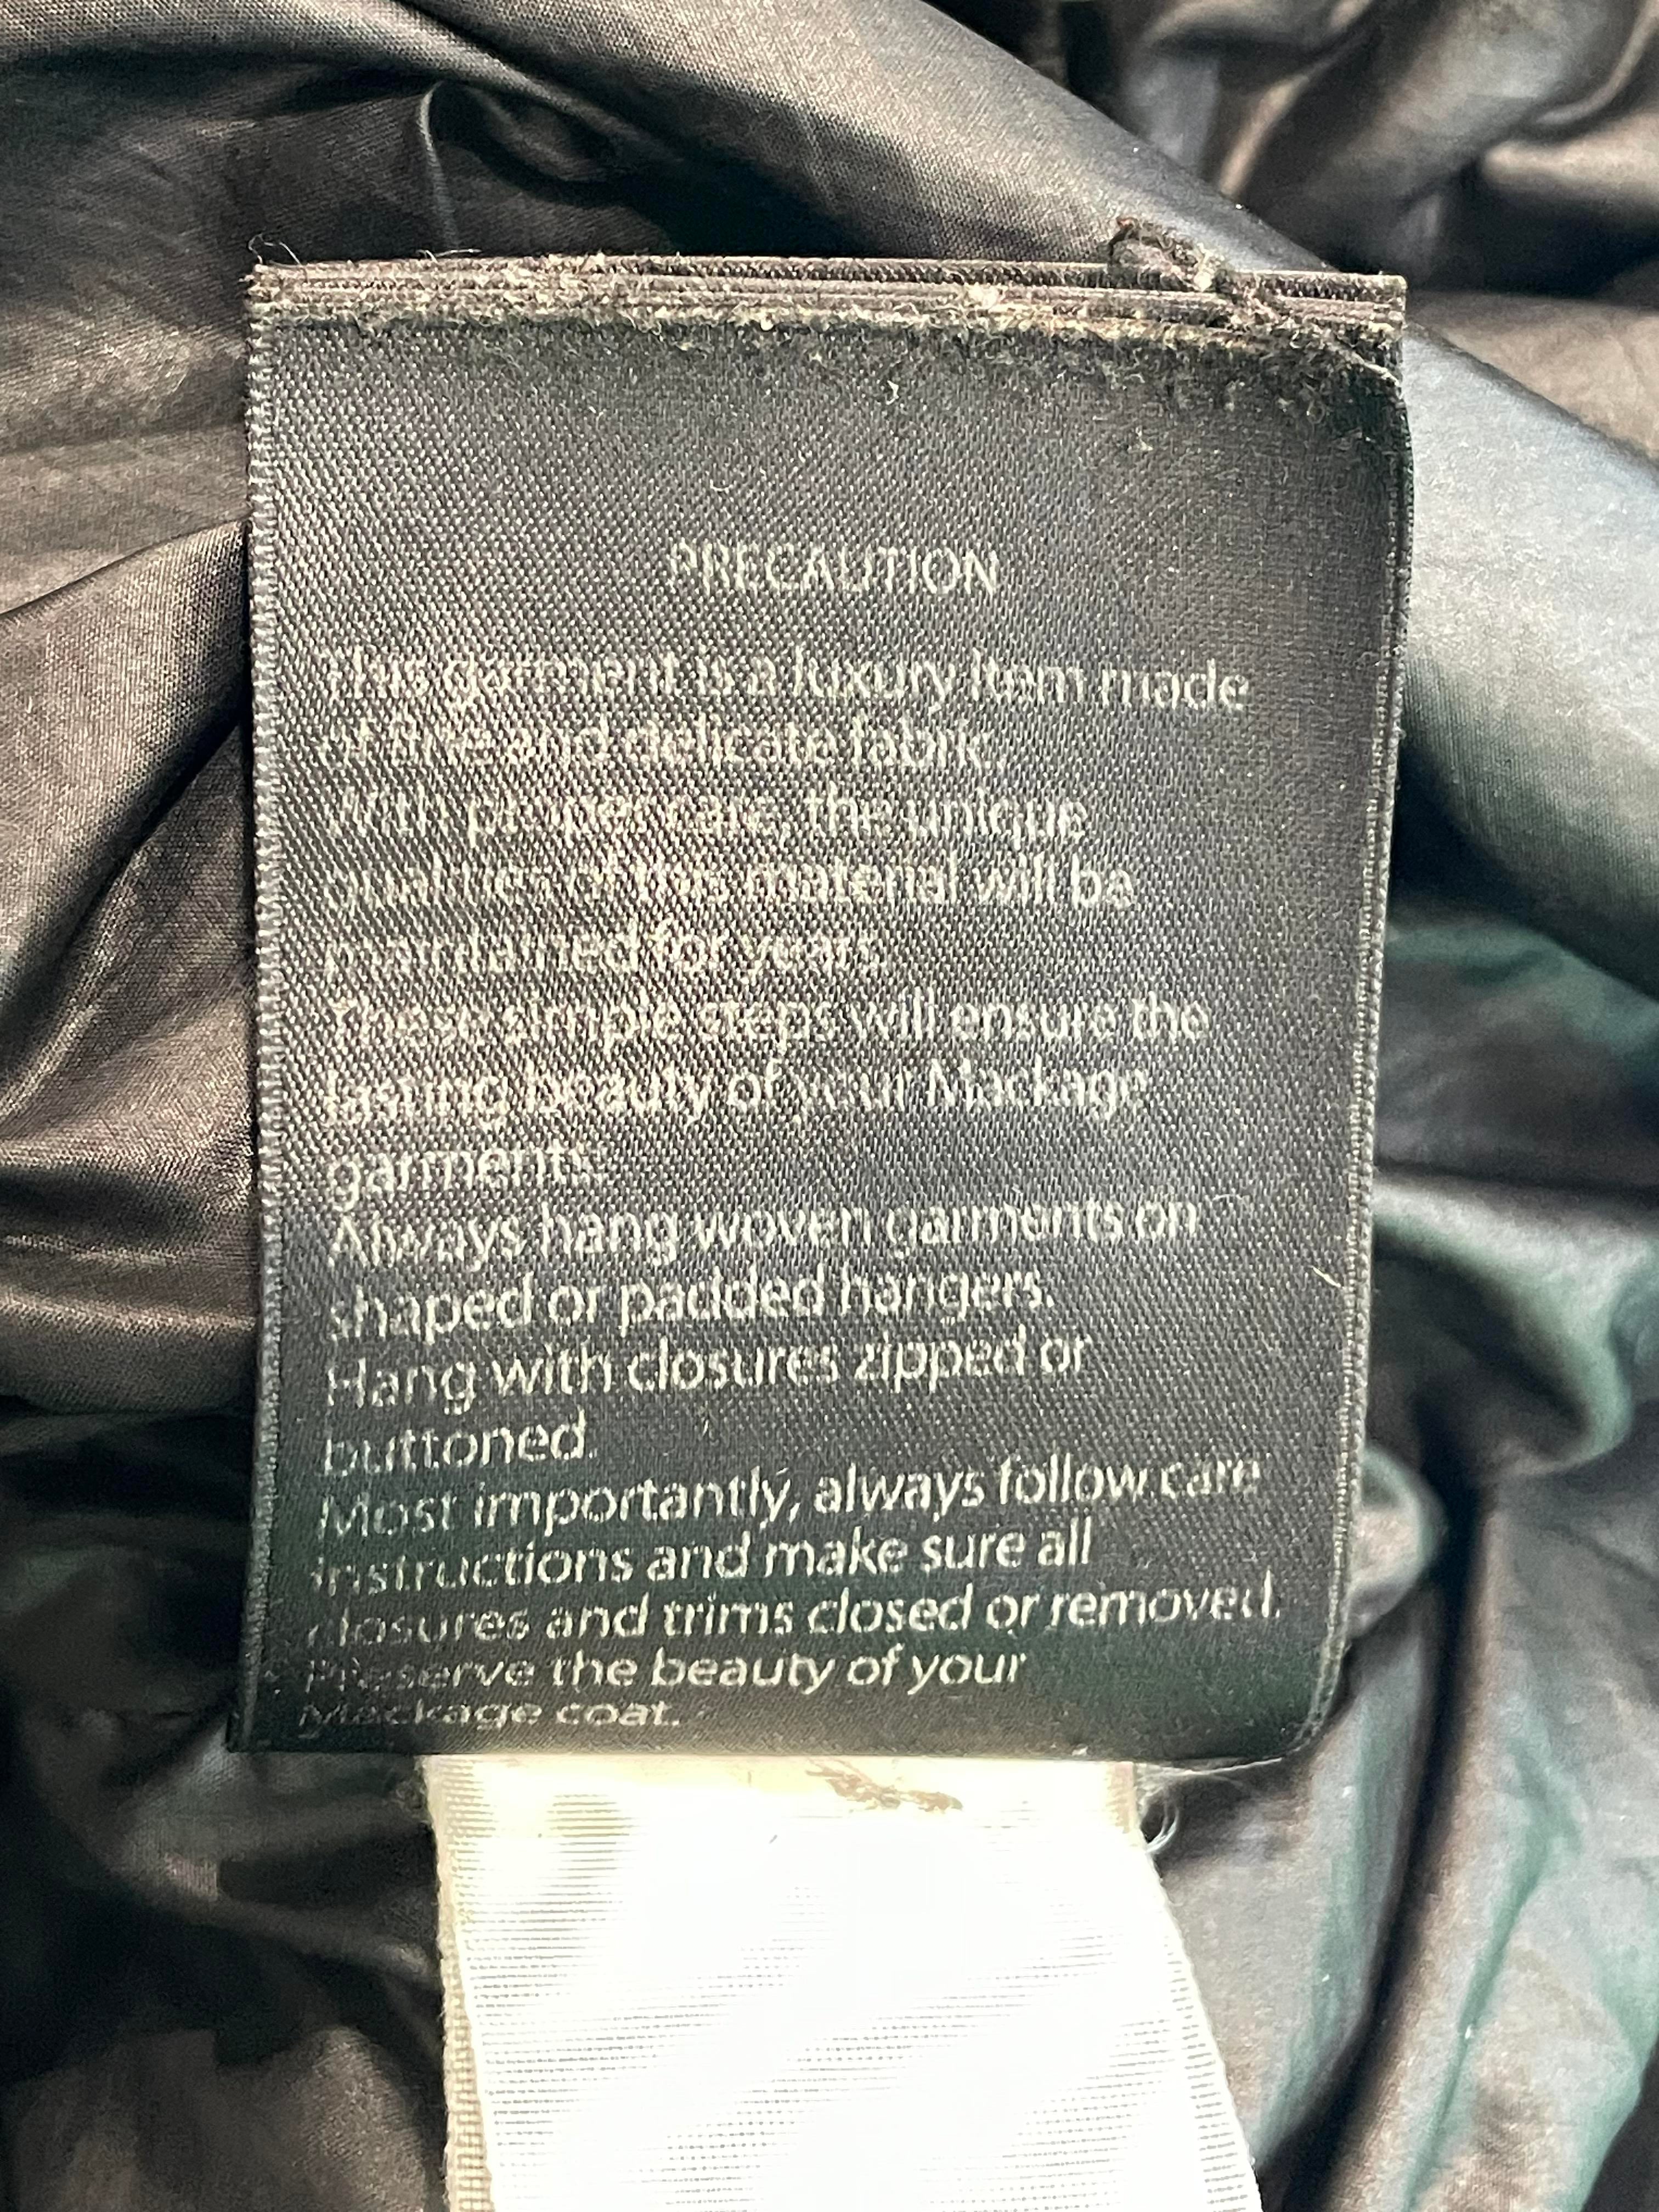 PRECAUTION
This garment is a luxury item made
of fine and delicate fabric.
With proper care, the unique
qualities of this material will be
maintained for years.
These simple steps will ensure the
lasting beauty of your Mackage
garments.
Always hang woven garments on
shaped or padded hangers.
Hang with closures zipped or
buttoned.
Most importantly, always follow care
instructions and make sure all
closures and trims closed or removed.
Preserve the beauty of your
Mackage coat.